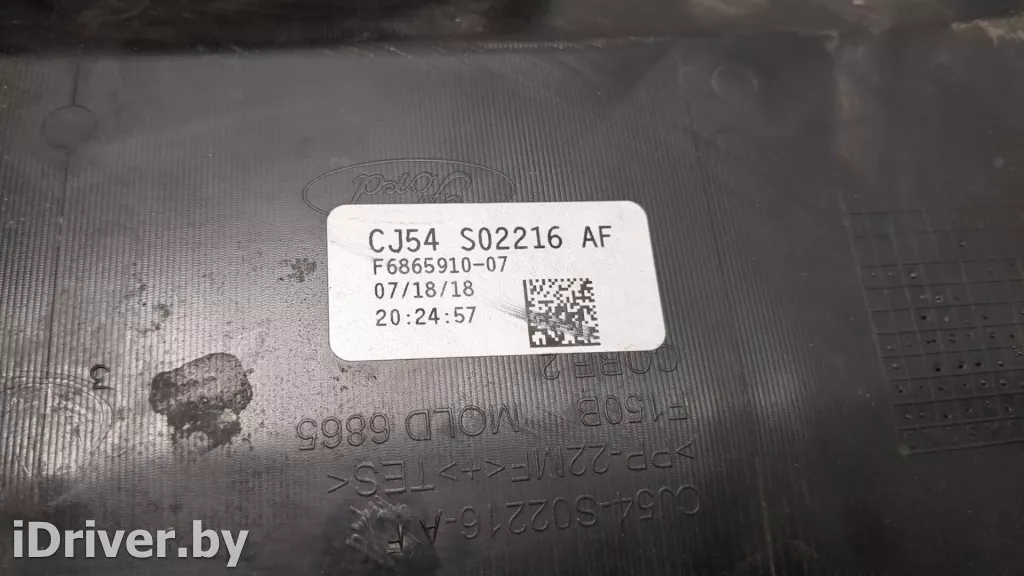 Ford
CJ54 S02216 AF
F6865910-07
07/18/18
20:24:57
CORE 2
F150B MOLD 6865
>PP-22MF<+>TES<
CJ54-S02216-A F
3
iDriver.by